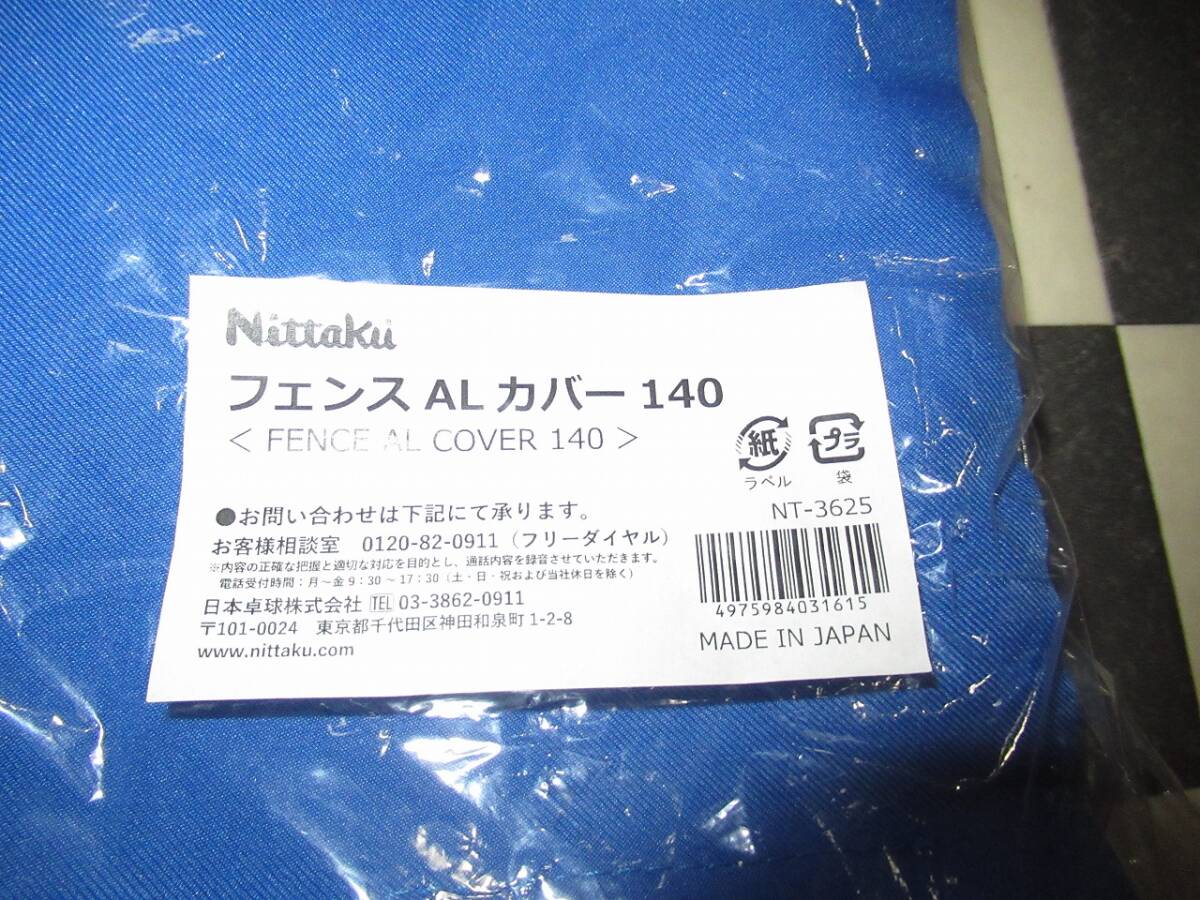 Nittaku
フェンス AL カバー 140
< FENCE AL COVER 140 >
紙
ラベル
プラ
袋
NT-3625
●お問い合わせは下記にて承ります。
お客様相談室 0120-82-0911（フリーダイヤル）
※内容の正確な把握と適切な対応を目的とし、通話内容を録音させていただきます。
電話受付時間：月～金 9：30 ～ 17：30（土・日・祝および当社休日を除く）
日本卓球株式会社 TEL 03-3862-0911
〒101-0024 東京都千代田区神田和泉町 1-2-8
www.nittaku.com
4975984031615
MADE IN JAPAN